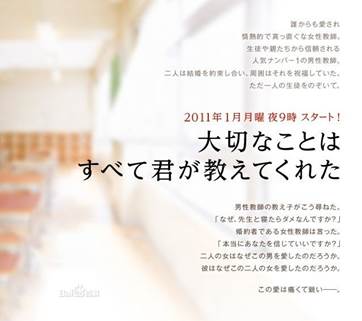 誰からも愛され
情熱的で真っ直ぐな女性教師。
生徒や親たちから信頼される
人気ナンバー1の男性教師。
二人は結婚を約束し合い、周囲はそれを祝福していた。
ただ一人の生徒をのぞいて。
2011年1月月曜 夜9時 スタート!
大切なことは
すべて君が教えてくれた
男性教師の教え子がこう尋ねた。
「なぜ、先生と寝たらダメなんですか?」
婚約者である女性教師は言った。
「本当にあなたを信じていいですか?」
二人の女はなぜこの男を愛したのだろうか。
彼はなぜこの二人の女を愛したのだろうか。
この愛は痛くて鋭い——。